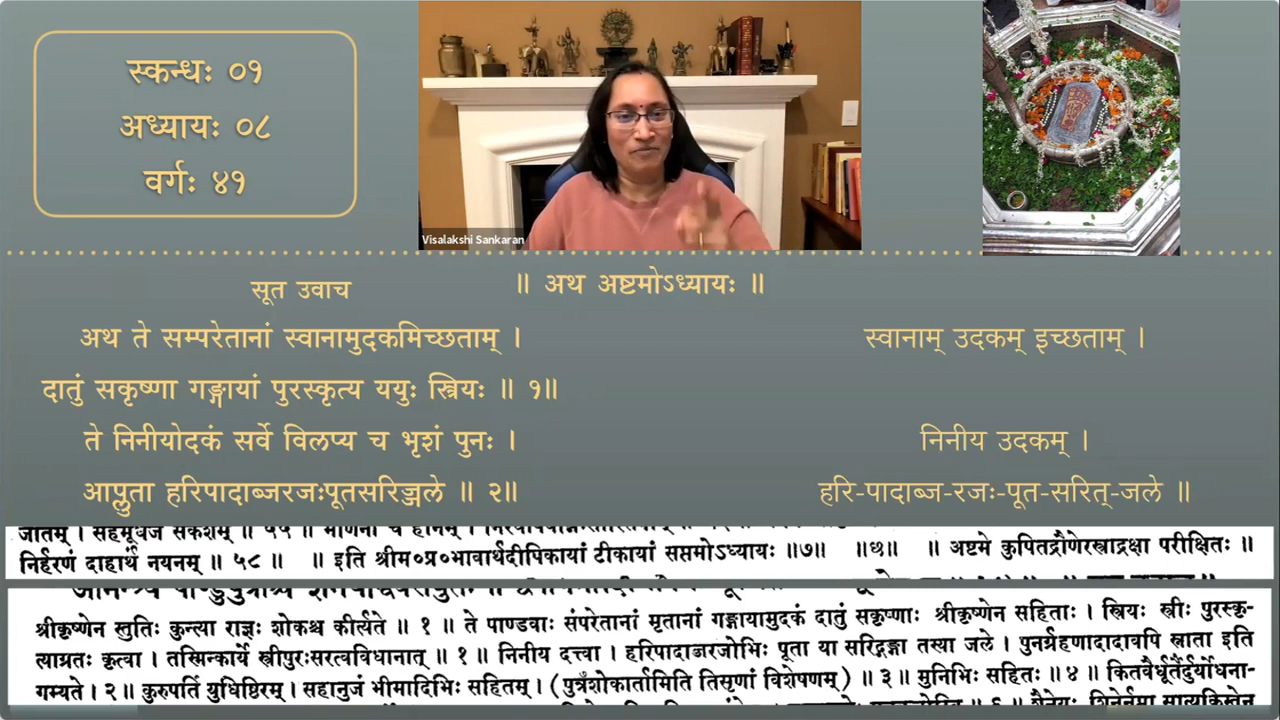 स्कन्धः ०१
अध्यायः ०८
वर्गः ४१
Visalakshi Sankaran
॥ अथ अष्टमोऽध्यायः ॥
सूत उवाच
अथ ते सम्परेतानां स्वानामुदकमिच्छताम् ।
स्वानाम् उदकम् इच्छताम् ।
दातुं सकृष्णा गङ्गायां पुरस्कृत्य ययुः स्त्रियः ॥ १॥
ते निनीयोदकं सर्वे विलप्य च भृशं पुनः ।
निनीय उदकम् ।
आप्लुता हरिपादाब्जरजःपूतसरिज्जले ॥ २॥
हरि-पादाब्ज-रजः-पूत-सरित्-जले ॥
निर्हरणं दाहार्थं नयनम् ॥ ५८ ॥ ॥ इति श्रीम०प्र०भावार्थदीपिकायां टीकायां सप्तमोऽध्यायः ॥७॥ ॥छ॥ ॥ अष्टमे कुपितद्रौणेरस्त्राद्रक्षा परीक्षितः ॥
श्रीकृष्णेन स्तुतिः कुन्त्या राज्ञः शोकश्च कीर्त्यते ॥ १ ॥ ते पाण्डवाः संपरेतानां मृतानां गङ्गायामुदकं दातुं सकृष्णाः श्रीकृष्णेन सहिताः । स्त्रियः स्त्रीः पुरस्कृ-
त्याग्रतः कृत्वा । तस्मिन्कार्ये स्त्रीपुरःसरत्वविधानात् ॥ १ ॥ निनीय दत्त्वा । हरिपादाब्जरजोभिः पूता या सरिद्गङ्गा तस्या जले । पुनर्ग्रहणादादावपि स्नाता इति
गम्यते । २ ॥ कुरुपतिं युधिष्ठिरम् । सहानुजं भीमादिभिः सहितम् । (पुत्रशोकार्तामिति तिसृणां विशेषणम्) ॥ ३ ॥ मुनिभिः सहितः ॥ ४ ॥ कितवैर्धूर्तैर्दुर्योधना-